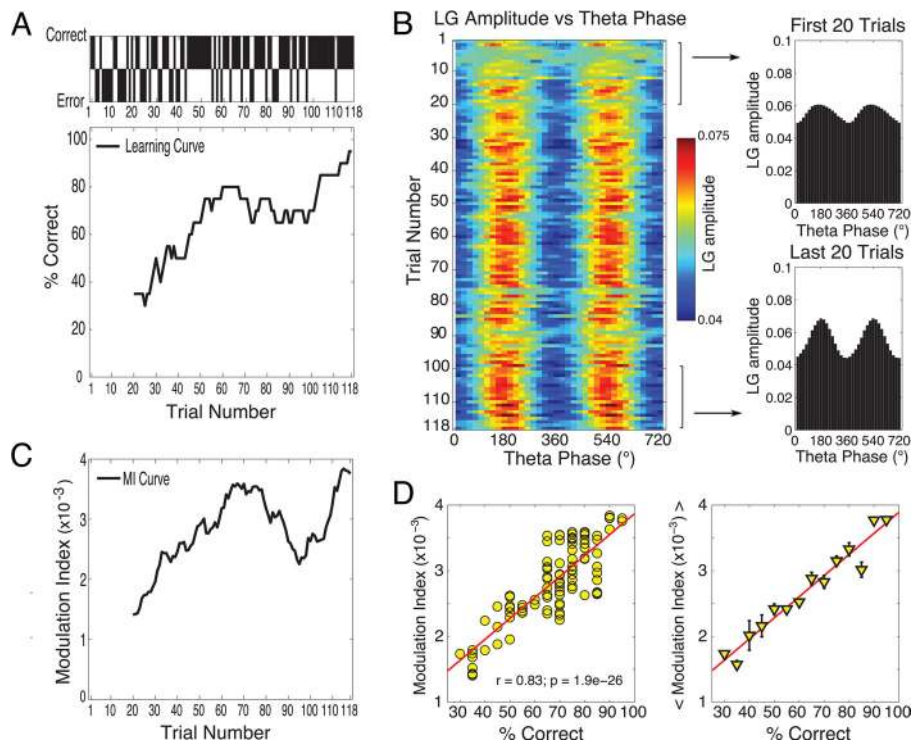 A
Correct
Error
1 10 20 30 40 50 60 70 80 90 100 118
Learning Curve
% Correct
100
80
60
40
20
0
1 10 20 30 40 50 60 70 80 90 100 118
Trial Number
B
LG Amplitude vs Theta Phase
Trial Number
1
10
20
30
40
50
60
70
80
90
100
118
0 180 360 540 720
Theta Phase (°)
0.075
LG amplitude
0.04
First 20 Trials
LG amplitude
0.1
0.08
0.06
0.04
0.02
0
0 180 360 540 720
Theta Phase (°)
Last 20 Trials
LG amplitude
0.1
0.08
0.06
0.04
0.02
0
0 180 360 540 720
Theta Phase (°)
C
MI Curve
Modulation Index (x10⁻³)
4
3
2
1
0
1 10 20 30 40 50 60 70 80 90 100 118
Trial Number
D
Modulation Index (x10⁻³)
4
3
2
1
r = 0.83; p = 1.9e−26
30 40 50 60 70 80 90 100
% Correct
< Modulation Index (x10⁻³) >
4
3
2
1
30 40 50 60 70 80 90 100
% Correct